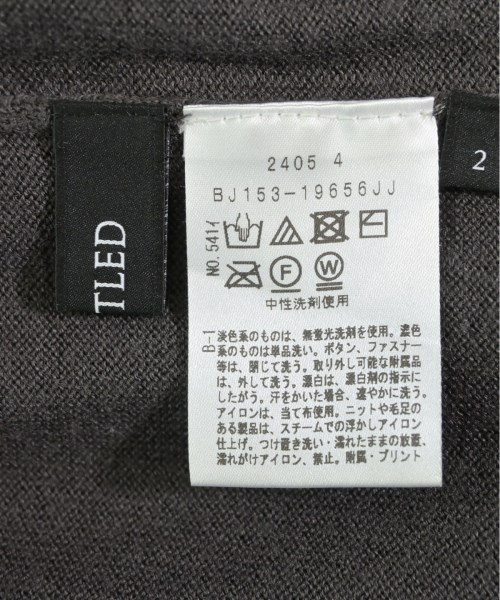 TLED
2
2405 4
BJ153-19656JJ
F W
中性洗剤使用
B-1
淡色系のものは、無蛍光洗剤を使用。濃色
系のものは単品洗い。ボタン、ファスナー
等は、閉じて洗う。取り外し可能な附属品
は、外して洗う。漂白は、漂白剤の指示に
したがう。汗をかいた場合、速やかに洗う。
アイロンは、当て布使用。ニットや毛足の
ある製品は、スチームでの浮かしアイロン
仕上げ。つけ置き洗い・濡れたままの放置、
濡れがけアイロン、禁止。附属・プリント